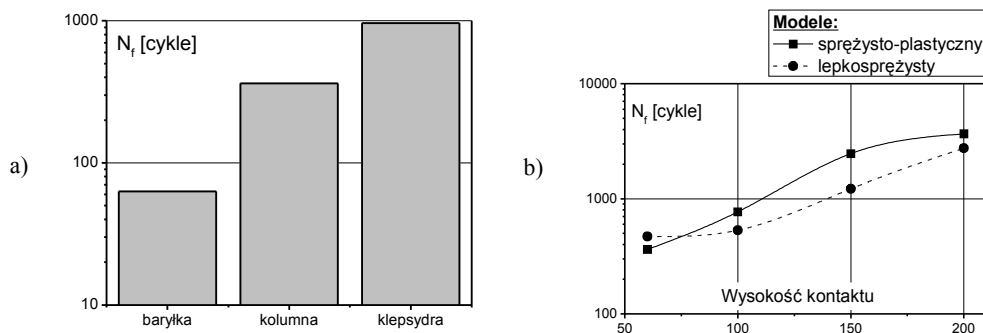 a)
1000
100
10
N_f [cykle]
baryłka
kolumna
klepsydra
b)
Modele:
sprężysto-plastyczny
lepkosprężysty
10000
1000
100
N_f [cykle]
Wysokość kontaktu
50
100
150
200